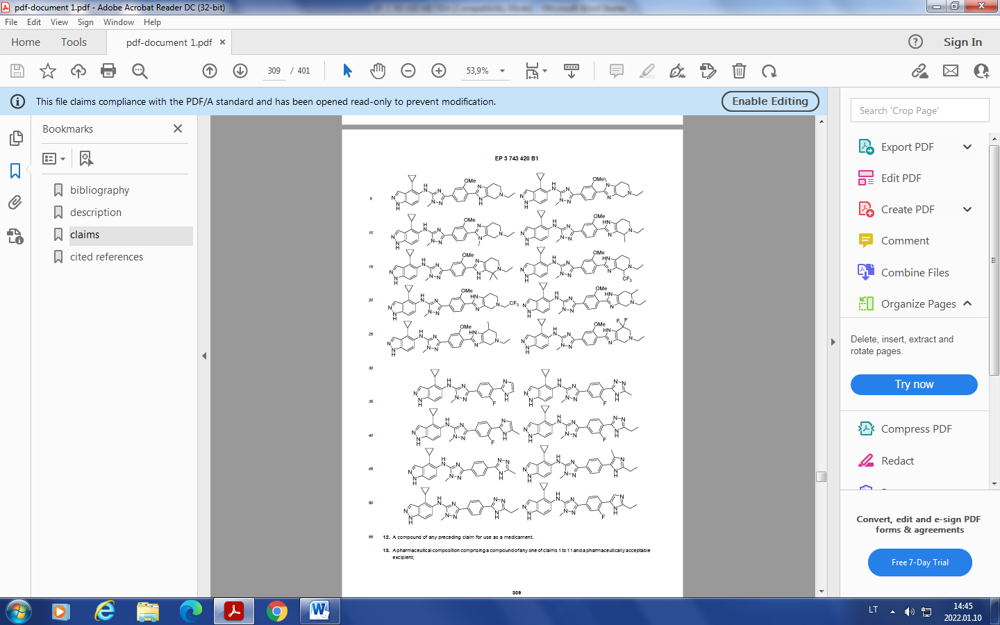 pdf-document 1.pdf - Adobe Acrobat Reader DC (32-bit)
File Edit View Sign Window Help
Home Tools pdf-document 1.pdf × Sign In
309 / 401 53,9%
This file claims compliance with the PDF/A standard and has been opened read-only to prevent modification. Enable Editing
Bookmarks
bibliography
description
claims
cited references
EP 3 743 420 B1
5
10
15
20
25
30
35
40
45
50
55 12. A compound of any preceding claim for use as a medicament.
13. A pharmaceutical composition comprising a compound of any one of claims 1 to 11 and a pharmaceutically acceptable
excipient;
309
Search 'Crop Page'
Export PDF
Edit PDF
Create PDF
Comment
Combine Files
Organize Pages
Delete, insert, extract and
rotate pages.
Try now
Compress PDF
Redact
Convert, edit and e-sign PDF
forms & agreements
Free 7-Day Trial
LT
14:45
2022.01.10